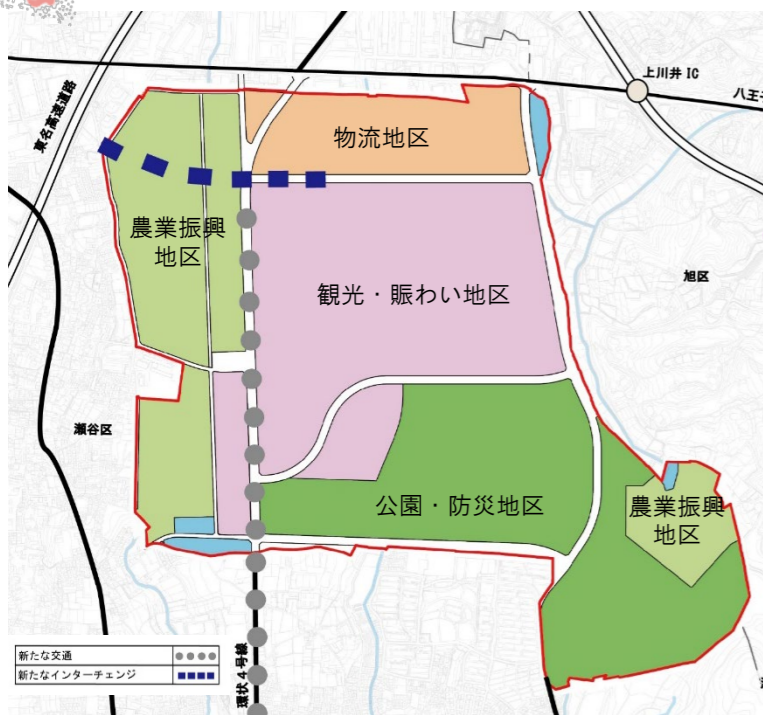 上川井 IC
八王
東名高速道路
物流地区
農業振興
地区
観光・賑わい地区
旭区
瀬谷区
公園・防災地区
農業振興
地区
新たな交通
新たなインターチェンジ
環状4号線